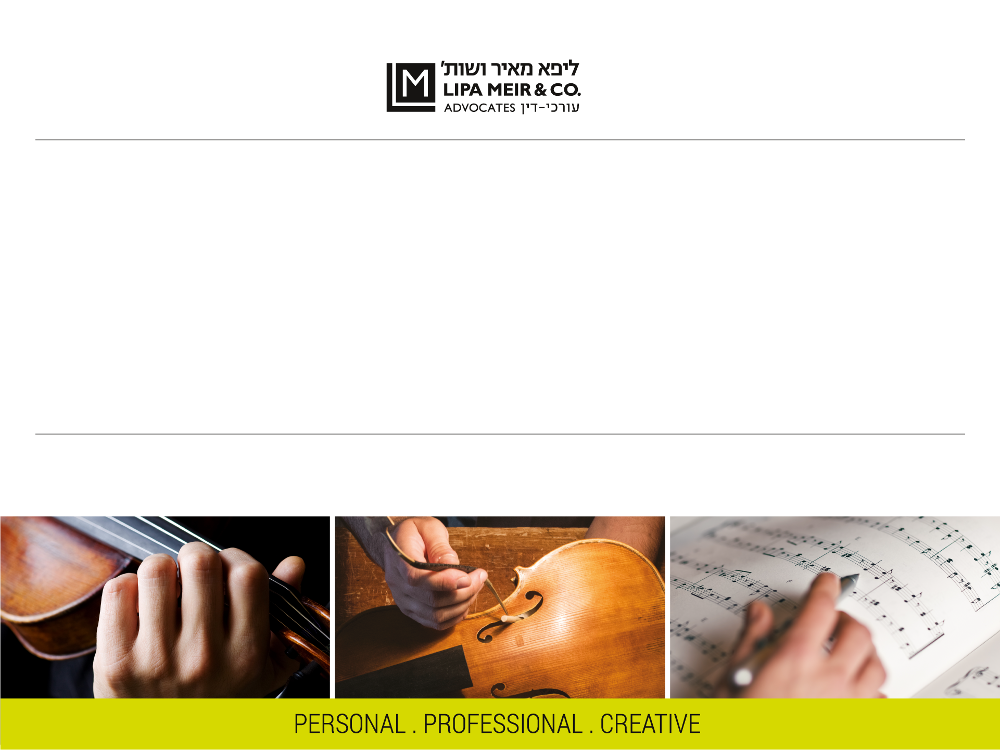 ליפא מאיר ושות'
LIPA MEIR & CO.
ADVOCATES עורכי-דין
PERSONAL . PROFESSIONAL . CREATIVE